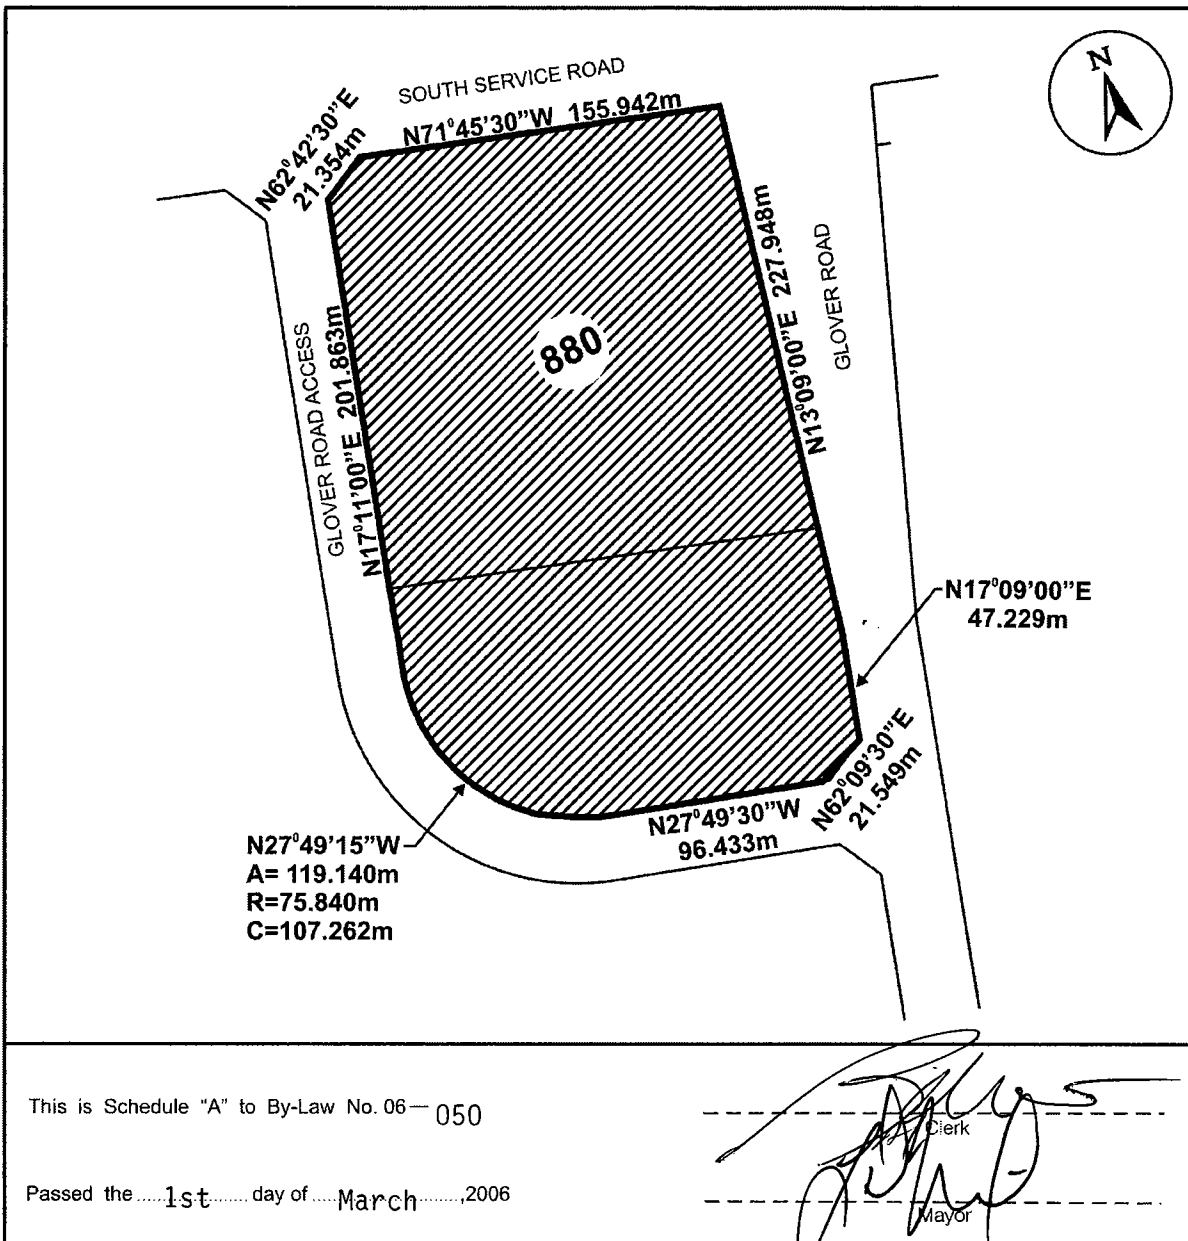 N
SOUTH SERVICE ROAD
N71°45'30"W 155.942m
N62°42'30"E
21.354m
N13°09'00"E 227.948m
GLOVER ROAD
880
GLOVER ROAD ACCESS
N17°11'00"E 201.863m
N17°09'00"E
47.229m
N62°09'30"E
21.549m
N27°49'30"W
96.433m
N27°49'15"W
A= 119.140m
R=75.840m
C=107.262m
This is Schedule "A" to By-Law No. 06—050
Clerk
Passed the ....1st.... day of ....March....,2006
Mayor